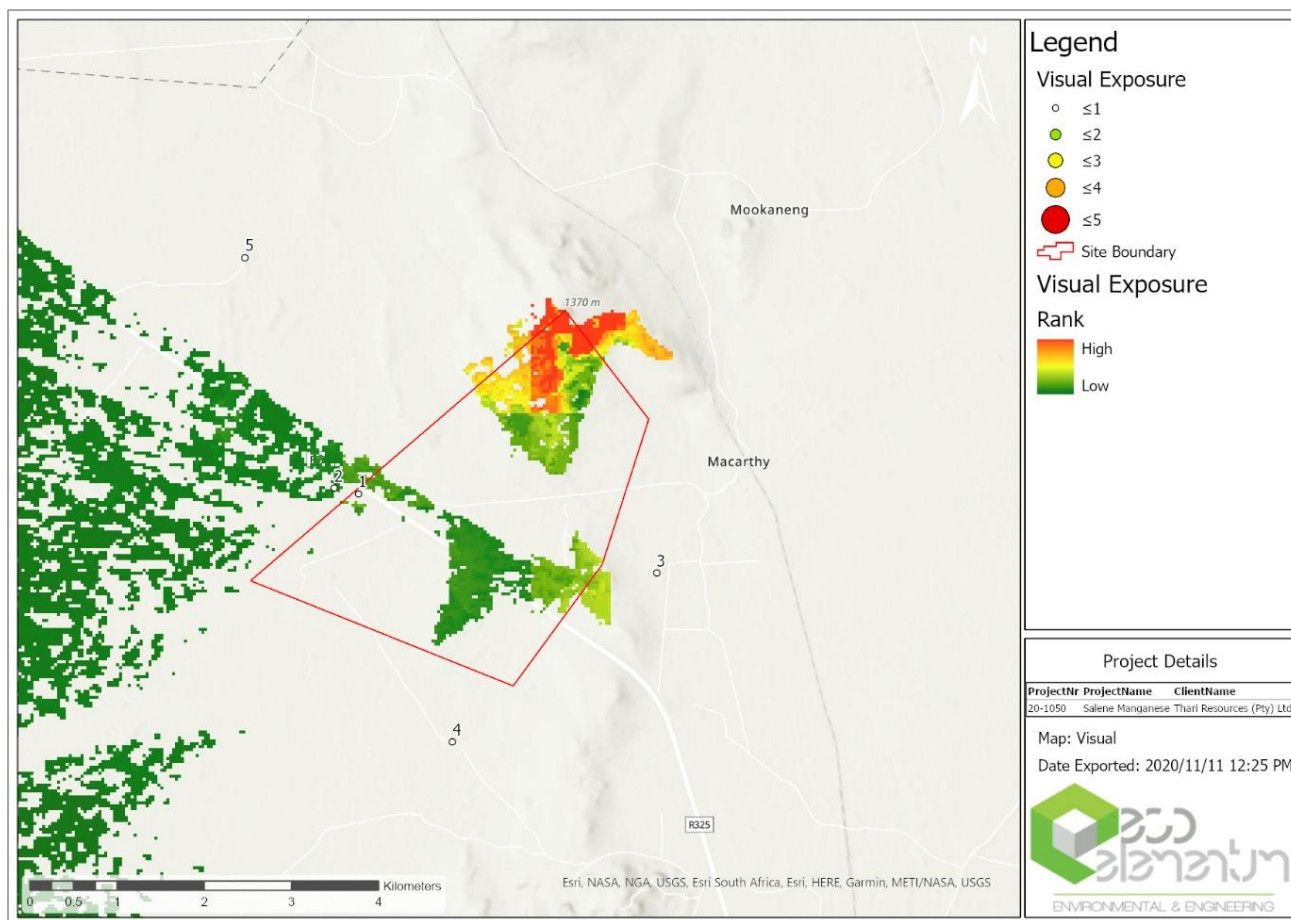 N
Mookaneng
5
1370 m
Macarthy
2
1
3
4
R325
Esri, NASA, NGA, USGS, Esri South Africa, Esri, HERE, Garmin, METI/NASA, USGS
Kilometers
0 0.5 1 2 3 4
Legend
Visual Exposure
≤1
≤2
≤3
≤4
≤5
Site Boundary
Visual Exposure
Rank
High
Low
Project Details
ProjectNr ProjectName ClientName
20-1050 Salene Manganese Thari Resources (Pty) Ltd
Map: Visual
Date Exported: 2020/11/11 12:25 PM
eco
elementum
ENVIRONMENTAL & ENGINEERING